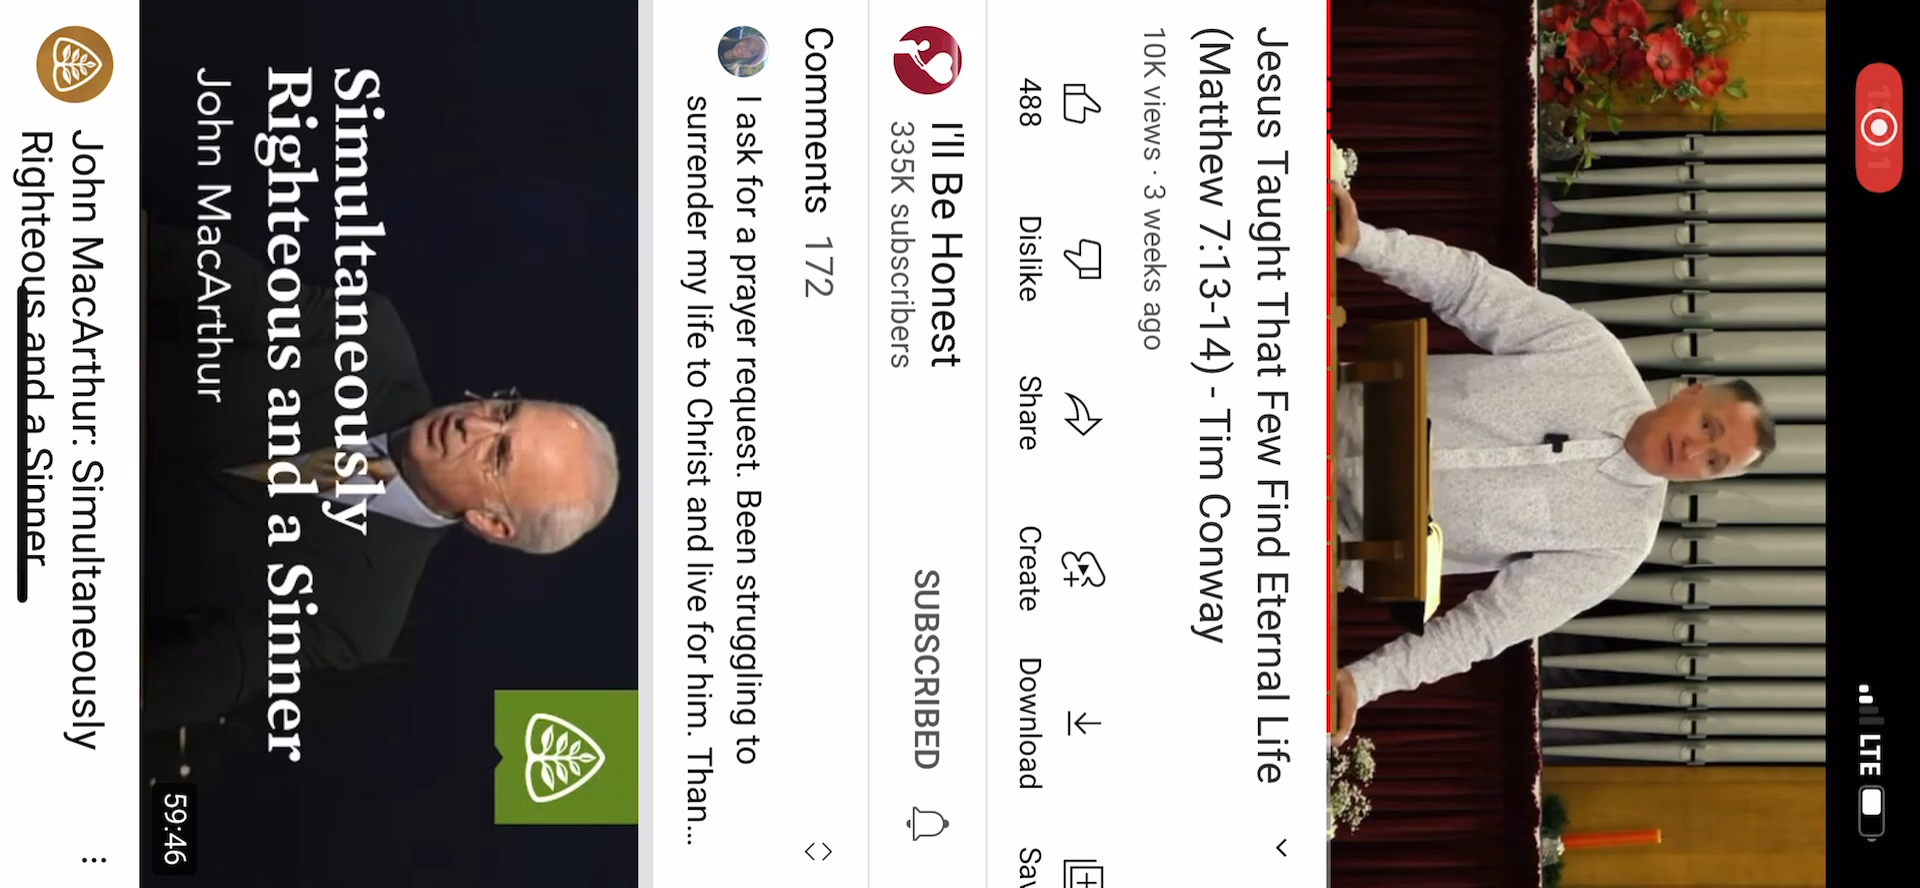 LTE
Jesus Taught That Few Find Eternal Life
(Matthew 7:13-14) - Tim Conway
10K views · 3 weeks ago
488
Dislike
Share
Create
Download
Sav
I'll Be Honest
335K subscribers
SUBSCRIBED
Comments 172
I ask for a prayer request. Been struggling to
surrender my life to Christ and live for him. Than...
Simultaneously
Righteous and a Sinner
John MacArthur
59:46
John MacArthur: Simultaneously
Righteous and a Sinner